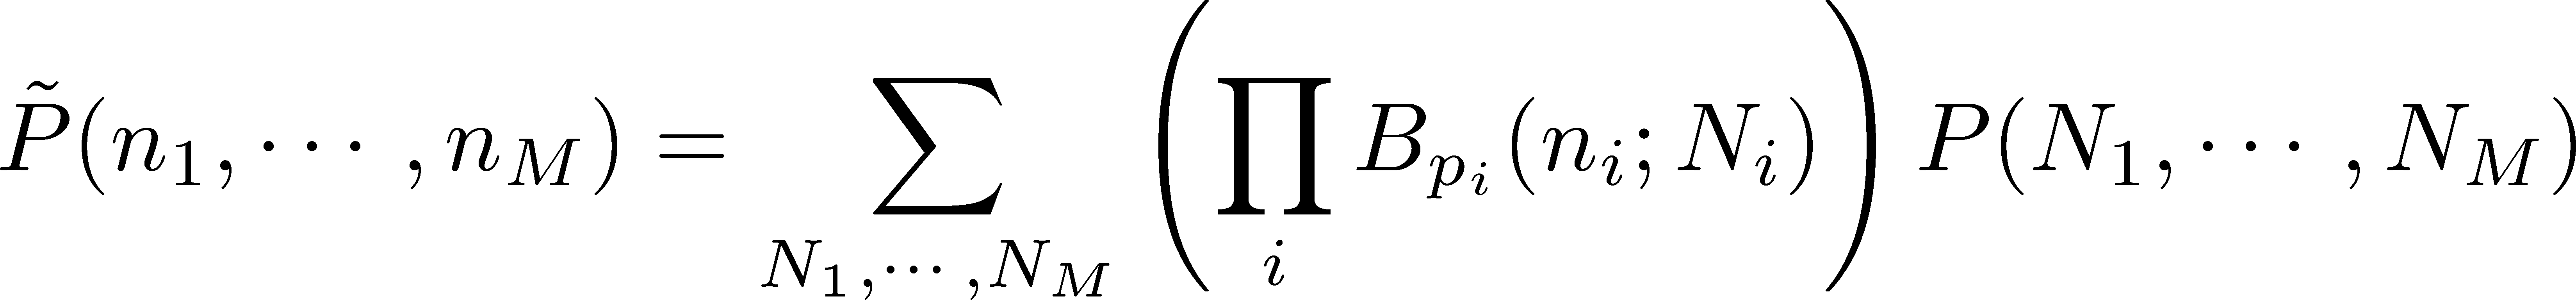 \tilde{P}(n_1, \cdots, n_M) = \sum_{N_1, \cdots, N_M} \left( \prod_i B_{p_i}(n_i; N_i) \right) P(N_1, \cdots, N_M)